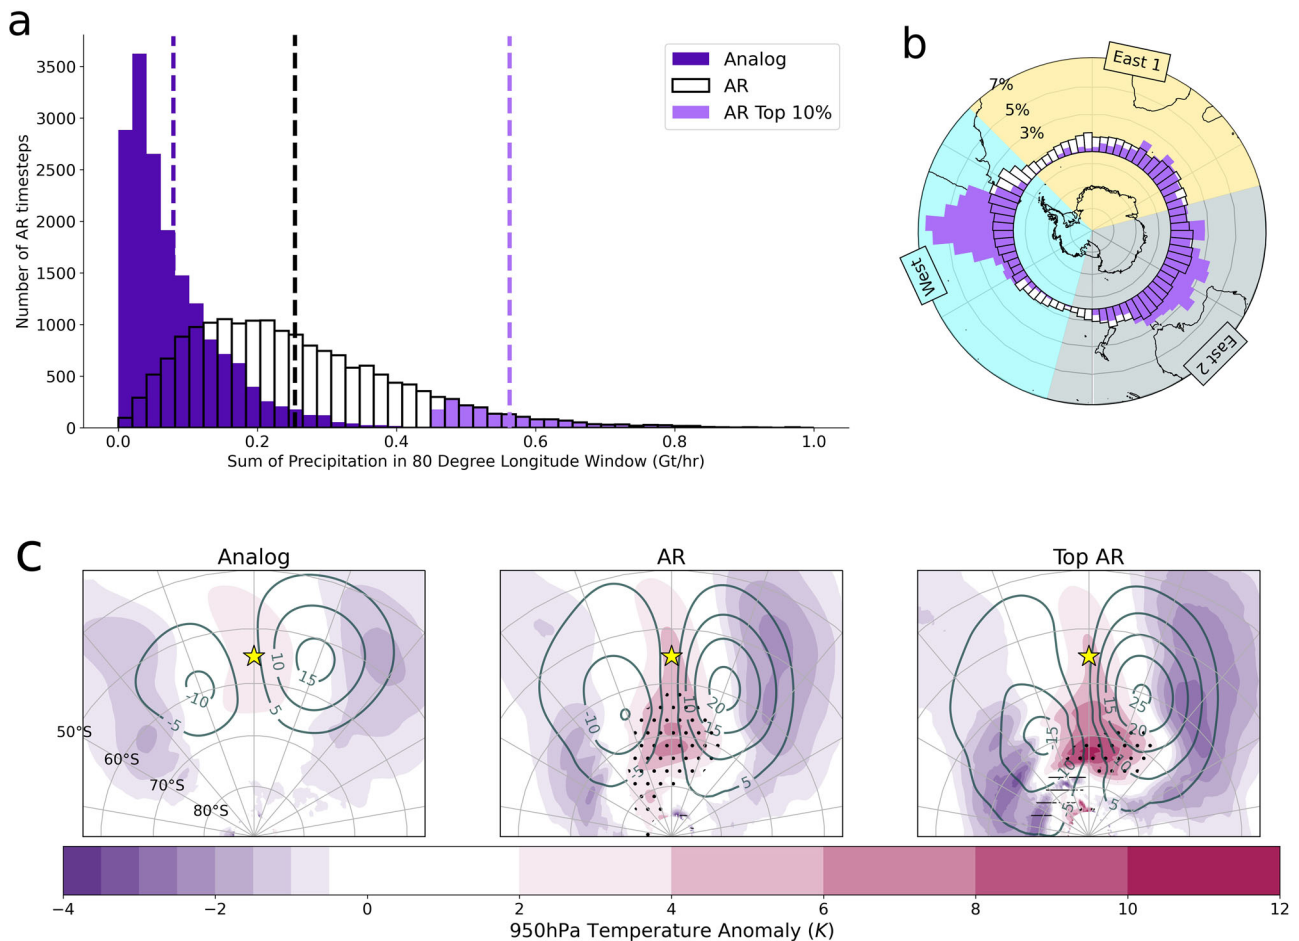 a
3500
3000
2500
2000
1500
1000
500
0
Number of AR timesteps
0.0
0.2
0.4
0.6
0.8
1.0
Sum of Precipitation in 80 Degree Longitude Window (Gt/hr)
Analog
AR
AR Top 10%
b
East 1
7%
5%
3%
West
East 2
c
Analog
10
15
-10
5
-5
50°S
60°S
70°S
80°S
AR
10
20
-10
15
-5
5
Top AR
15
25
20
-15
10
-10
-5
5
-4
-2
0
2
4
6
8
10
12
950hPa Temperature Anomaly (K)